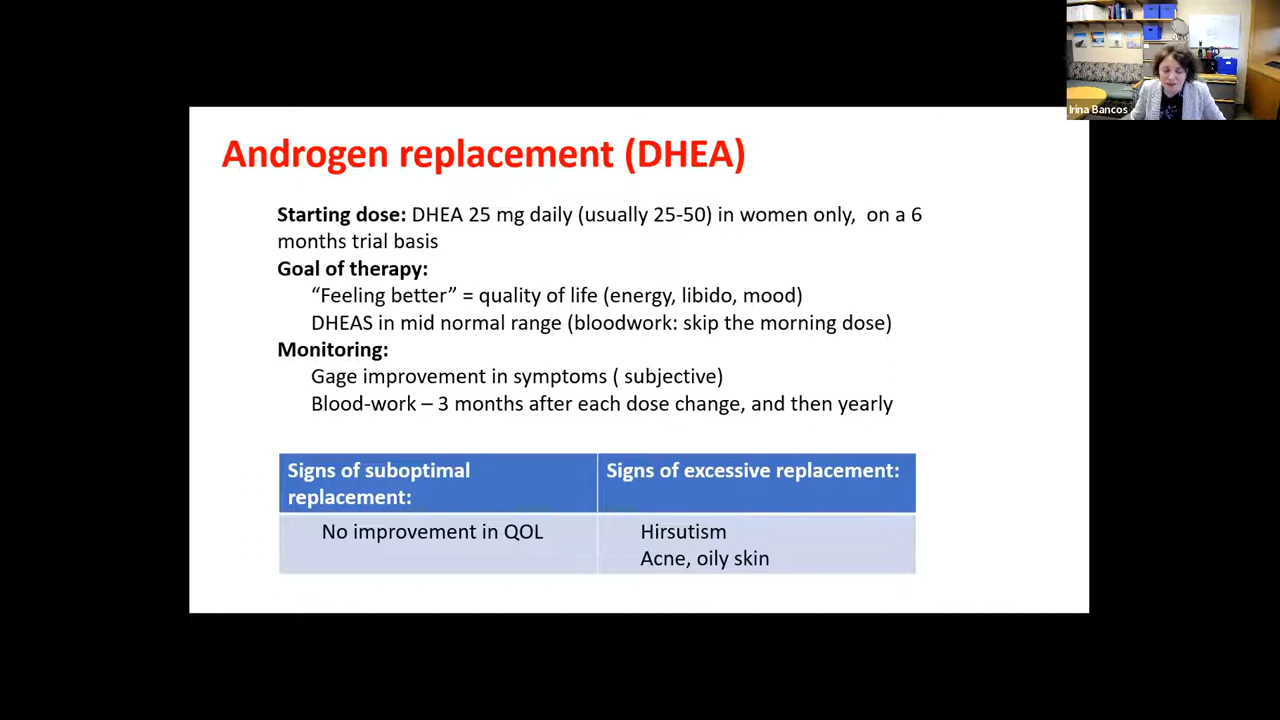 Irina Bancos
Androgen replacement (DHEA)
Starting dose: DHEA 25 mg daily (usually 25-50) in women only, on a 6
months trial basis
Goal of therapy:
“Feeling better” = quality of life (energy, libido, mood)
DHEAS in mid normal range (bloodwork: skip the morning dose)
Monitoring:
Gage improvement in symptoms ( subjective)
Blood-work – 3 months after each dose change, and then yearly
Signs of suboptimal
replacement:
Signs of excessive replacement:
No improvement in QOL
Hirsutism
Acne, oily skin